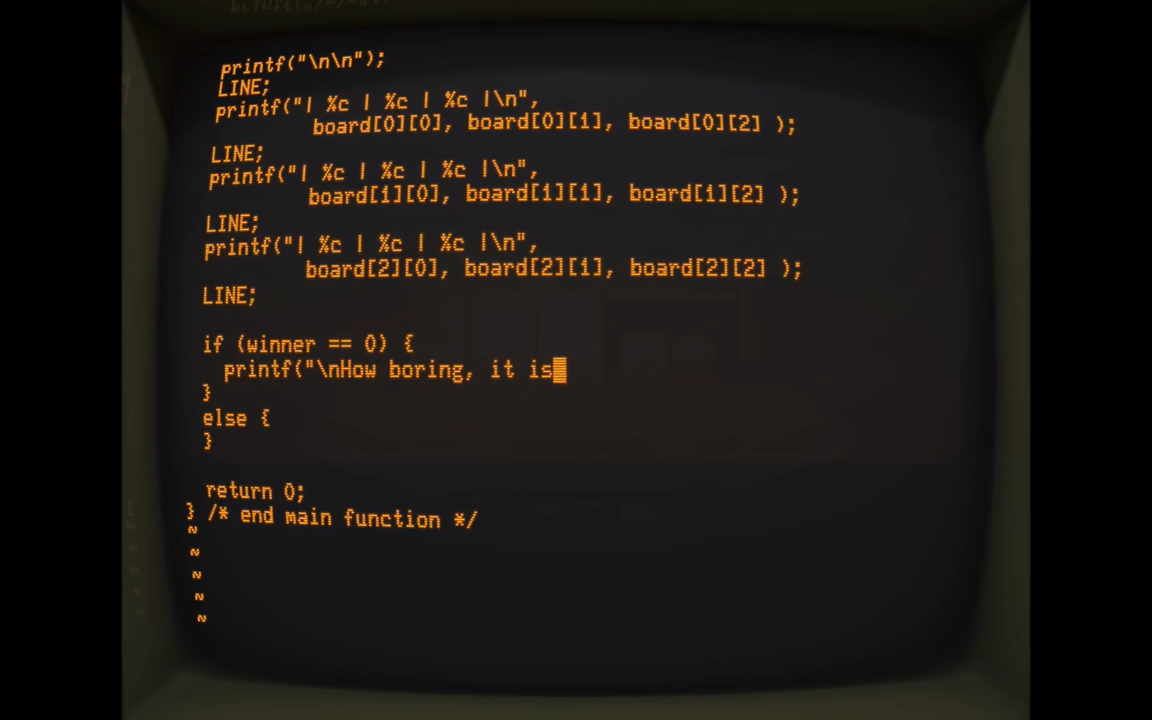 printf("\n\n");
LINE;
printf("| %c | %c | %c |\n",
board[0][0], board[0][1], board[0][2] );
LINE;
printf("| %c | %c | %c |\n",
board[1][0], board[1][1], board[1][2] );
LINE;
printf("| %c | %c | %c |\n",
board[2][0], board[2][1], board[2][2] );
LINE;
if (winner == 0) {
printf("\nHow boring, it is
}
else {
}
return 0;
} /* end main function */
~
~
~
~
~